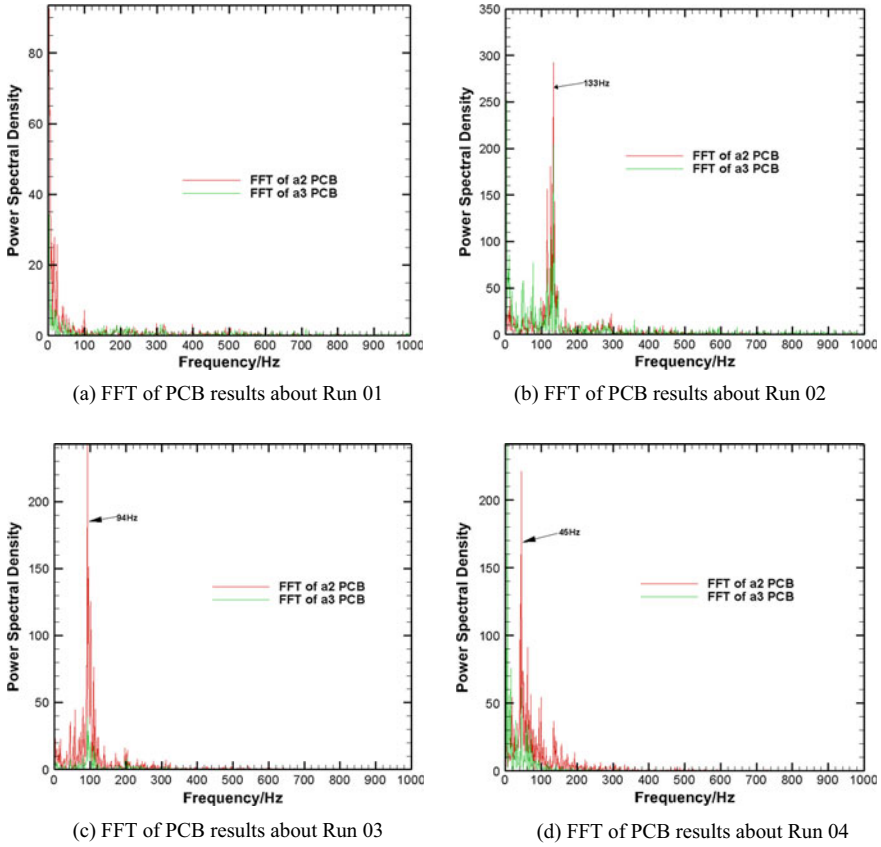 80
60
40
20
0
Power Spectral Density
0 100 200 300 400 500 600 700 800 900 1000
Frequency/Hz
FFT of a2 PCB
FFT of a3 PCB
(a) FFT of PCB results about Run 01
350
300
250
200
150
100
50
0
Power Spectral Density
0 100 200 300 400 500 600 700 800 900 1000
Frequency/Hz
133Hz
FFT of a2 PCB
FFT of a3 PCB
(b) FFT of PCB results about Run 02
200
150
100
50
0
Power Spectral Density
0 100 200 300 400 500 600 700 800 900 1000
Frequency/Hz
94Hz
FFT of a2 PCB
FFT of a3 PCB
(c) FFT of PCB results about Run 03
200
150
100
50
0
Power Spectral Density
0 100 200 300 400 500 600 700 800 900 1000
Frequency/Hz
45Hz
FFT of a2 PCB
FFT of a3 PCB
(d) FFT of PCB results about Run 04